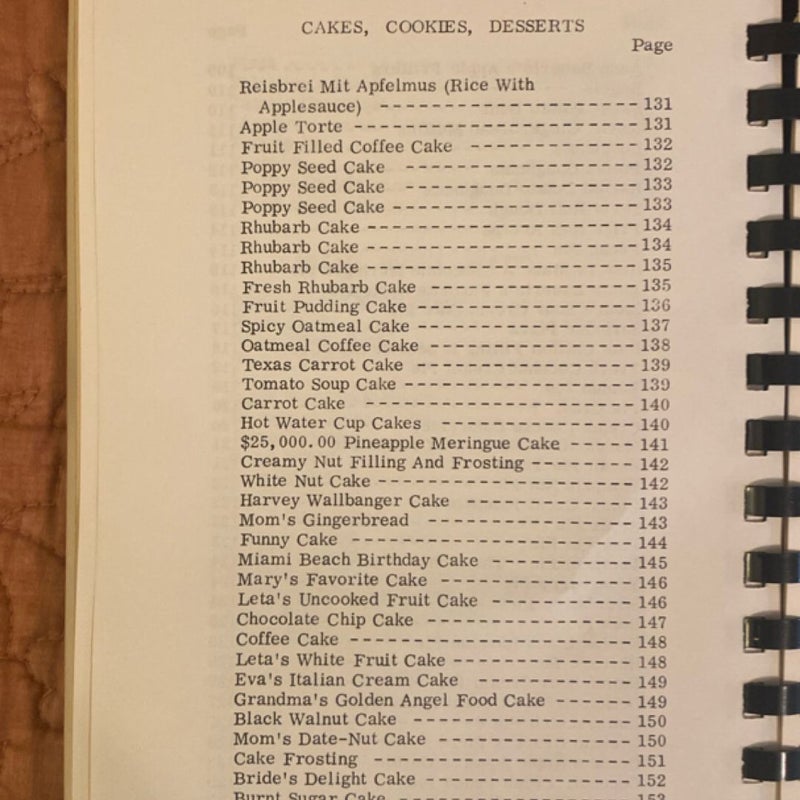 CAKES, COOKIES, DESSERTS
Page
Reisbrei Mit Apfelmus (Rice With
Applesauce) ------------------- 131
Apple Torte --------------------- 131
Fruit Filled Coffee Cake ------------ 132
Poppy Seed Cake ----------------- 132
Poppy Seed Cake ----------------- 133
Poppy Seed Cake ------------------ 133
Rhubarb Cake -------------------- 134
Rhubarb Cake -------------------- 134
Rhubarb Cake -------------------- 135
Fresh Rhubarb Cake --------------- 135
Fruit Pudding Cake ---------------- 136
Spicy Oatmeal Cake ---------------- 137
Oatmeal Coffee Cake --------------- 138
Texas Carrot Cake ---------------- 139
Tomato Soup Cake ----------------- 139
Carrot Cake -------------------- 140
Hot Water Cup Cakes -------------- 140
$25,000.00 Pineapple Meringue Cake ----- 141
Creamy Nut Filling And Frosting -------- 142
White Nut Cake ------------------- 142
Harvey Wallbanger Cake ------------ 143
Mom's Gingerbread --------------- 143
Funny Cake --------------------- 144
Miami Beach Birthday Cake ---------- 145
Mary's Favorite Cake -------------- 146
Leta's Uncooked Fruit Cake ---------- 146
Chocolate Chip Cake --------------- 147
Coffee Cake --------------------- 148
Leta's White Fruit Cake ------------- 148
Eva's Italian Cream Cake ----------- 149
Grandma's Golden Angel Food Cake ------ 149
Black Walnut Cake ---------------- 150
Mom's Date-Nut Cake -------------- 150
Cake Frosting ------------------- 151
Bride's Delight Cake ---------------- 152
Burnt Sugar Cake ----------------- 153